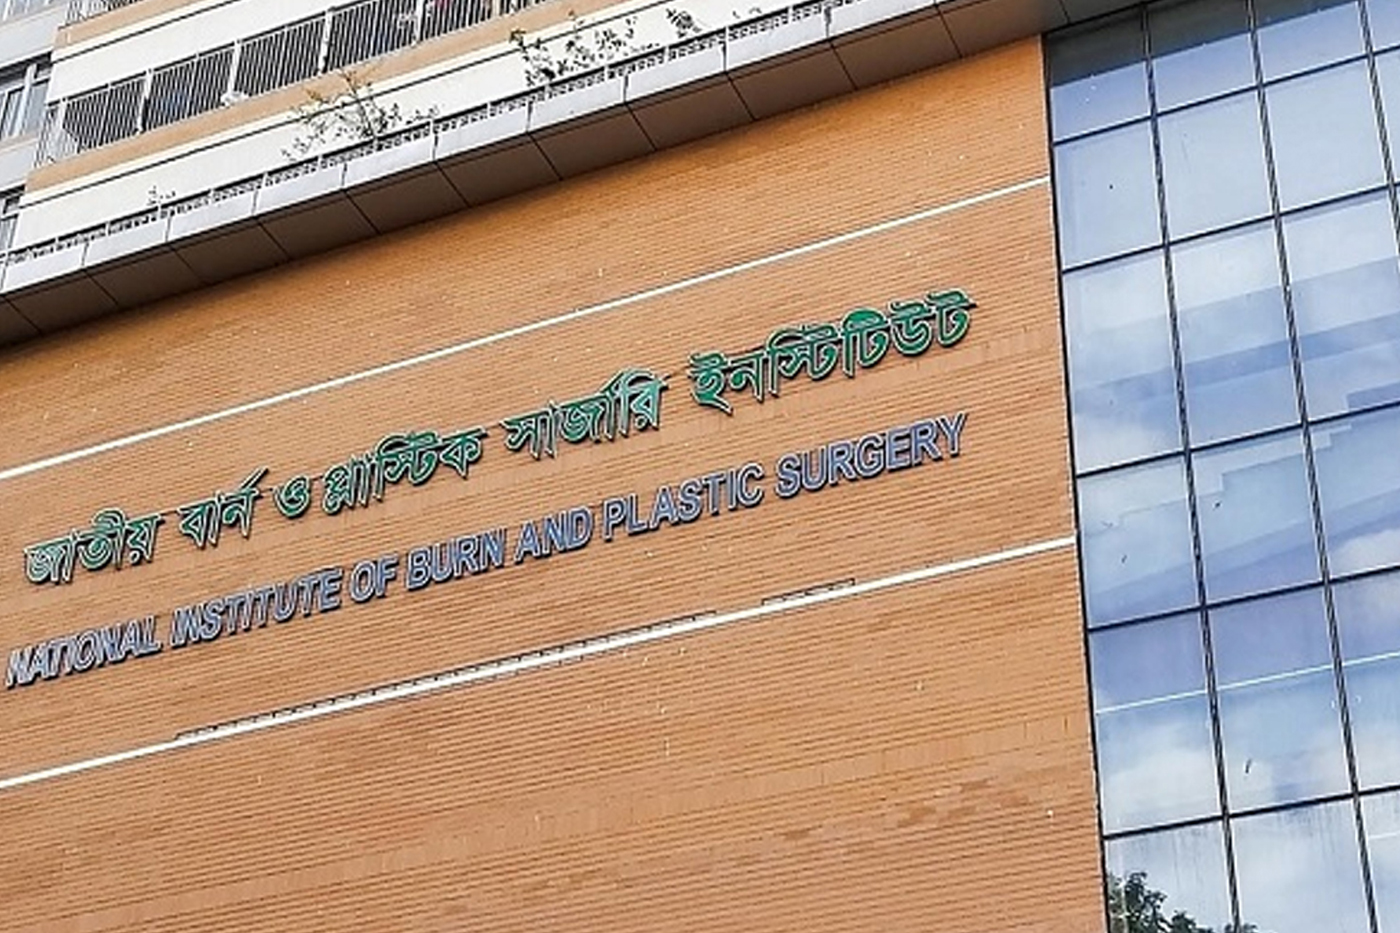 জাতীয় বার্ন ও প্লাস্টিক সার্জারি ইনস্টিটিউট
NATIONAL INSTITUTE OF BURN AND PLASTIC SURGERY